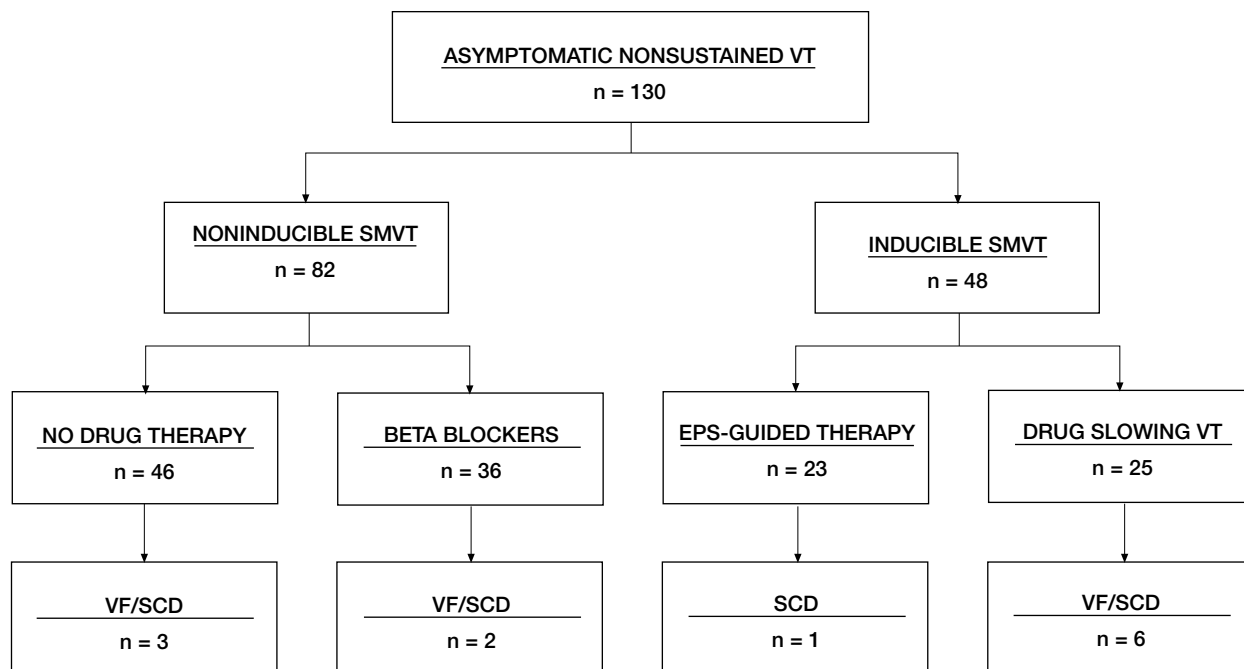 ASYMPTOMATIC NONSUSTAINED VT
n = 130
NONINDUCIBLE SMVT
n = 82
INDUCIBLE SMVT
n = 48
NO DRUG THERAPY
n = 46
BETA BLOCKERS
n = 36
EPS-GUIDED THERAPY
n = 23
DRUG SLOWING VT
n = 25
VF/SCD
n = 3
VF/SCD
n = 2
SCD
n = 1
VF/SCD
n = 6